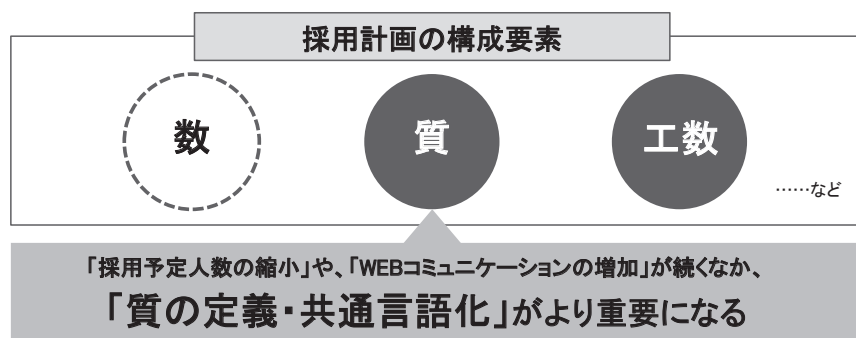 採用計画の構成要素
数
質
工数
……など
「採用予定人数の縮小」や、「WEBコミュニケーションの増加」が続くなか、
「質の定義・共通言語化」がより重要になる